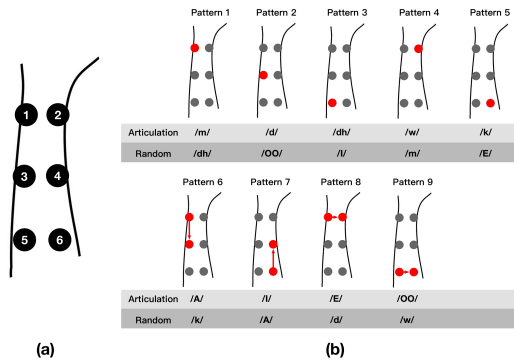 Pattern 1 Pattern 2 Pattern 3 Pattern 4 Pattern 5
1 2
3 4
5 6
Articulation /m/ /d/ /dh/ /w/ /k/
Random /dh/ /OO/ /I/ /m/ /E/
Pattern 6 Pattern 7 Pattern 8 Pattern 9
Articulation /A/ /I/ /E/ /OO/
Random /k/ /A/ /d/ /w/
(a) (b)